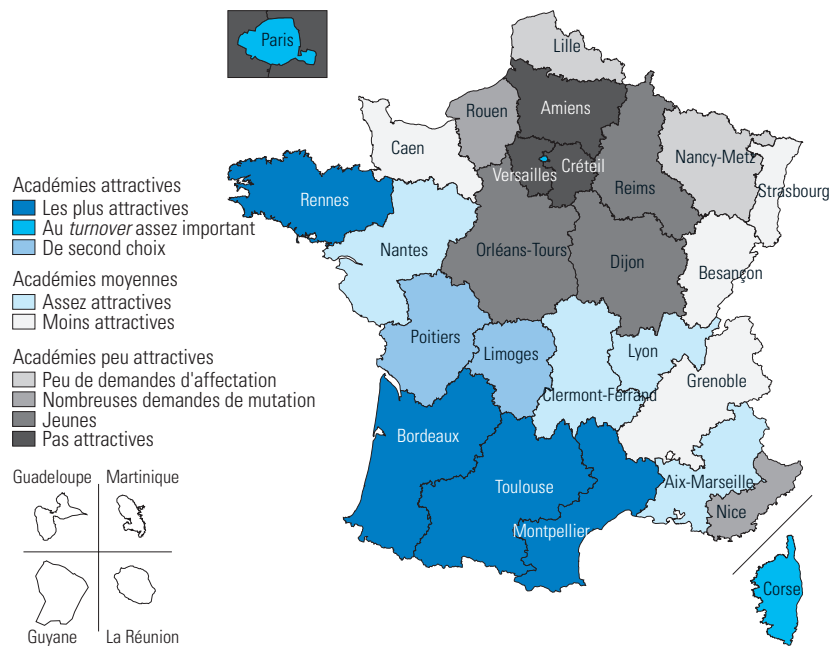 Paris
Lille
Amiens
Rouen
Caen
Nancy-Metz
Créteil
Versailles
Strasbourg
Reims
Rennes
Nantes
Orléans-Tours
Dijon
Besançon
Poitiers
Limoges
Lyon
Grenoble
Clermont-Ferrand
Bordeaux
Toulouse
Aix-Marseille
Nice
Montpellier
Corse
Académies attractives
Les plus attractives
Au turnover assez important
De second choix
Académies moyennes
Assez attractives
Moins attractives
Académies peu attractives
Peu de demandes d'affectation
Nombreuses demandes de mutation
Jeunes
Pas attractives
Guadeloupe
Martinique
Guyane
La Réunion